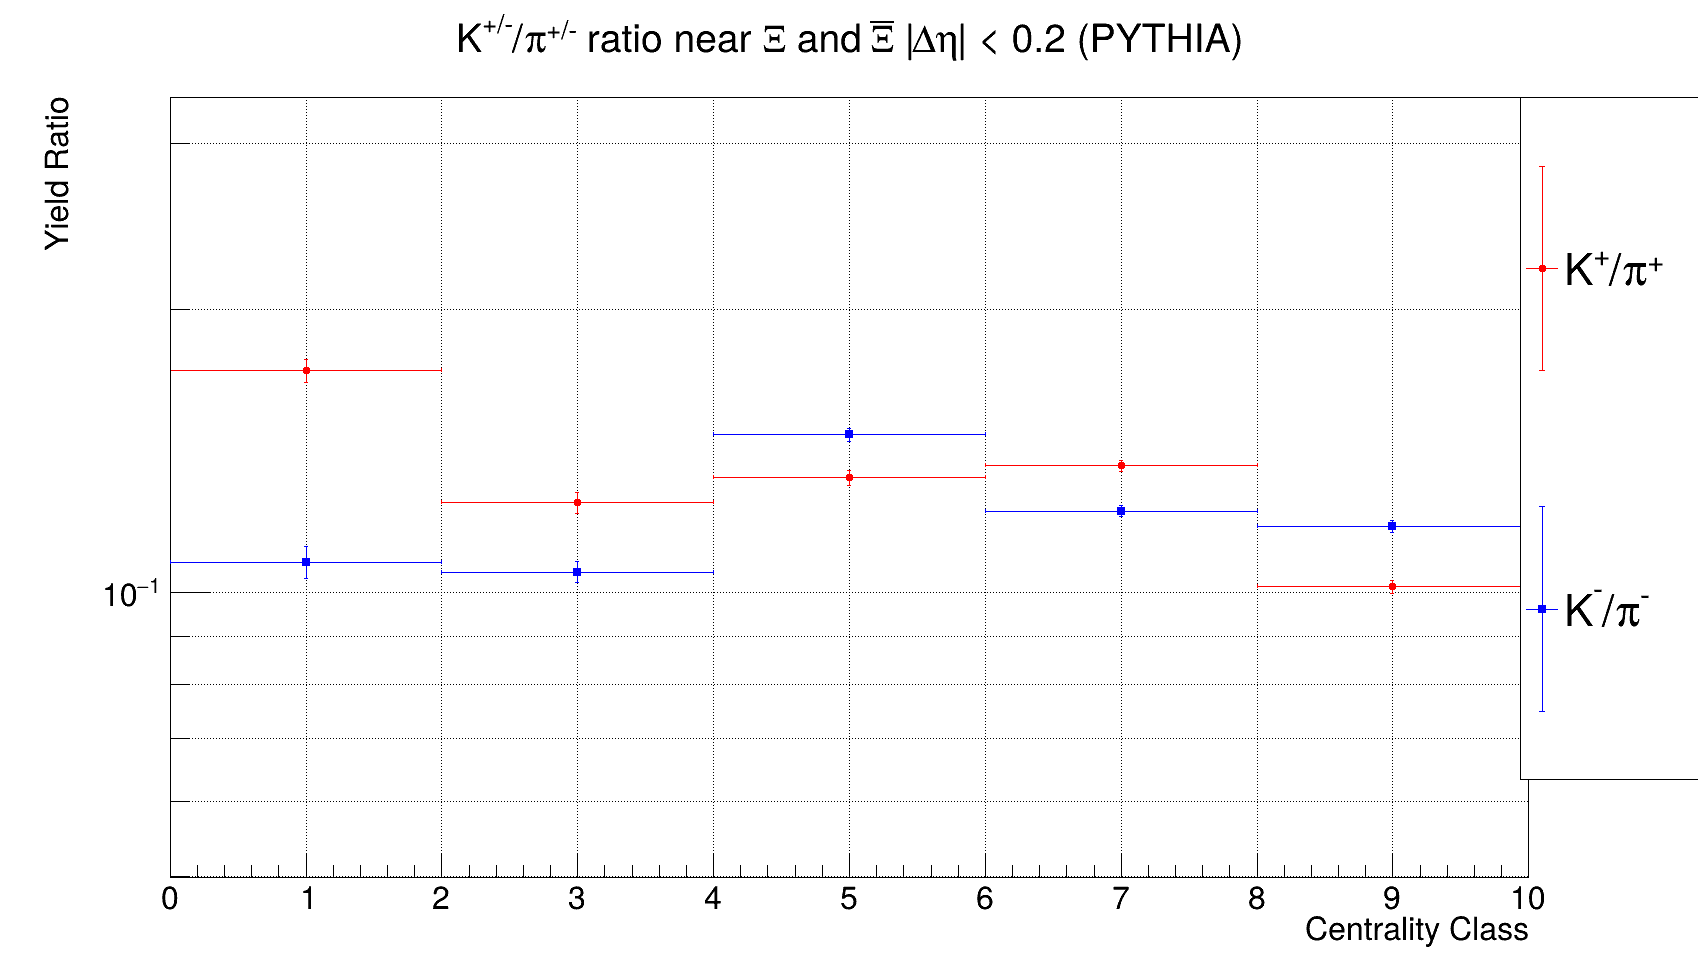 K⁺ᐟ⁻/π⁺ᐟ⁻ ratio near Ξ and Ξ̅ |Δη| < 0.2 (PYTHIA)
Yield Ratio
K⁺/π⁺
K⁻/π⁻
10⁻¹
0 1 2 3 4 5 6 7 8 9 10
Centrality Class